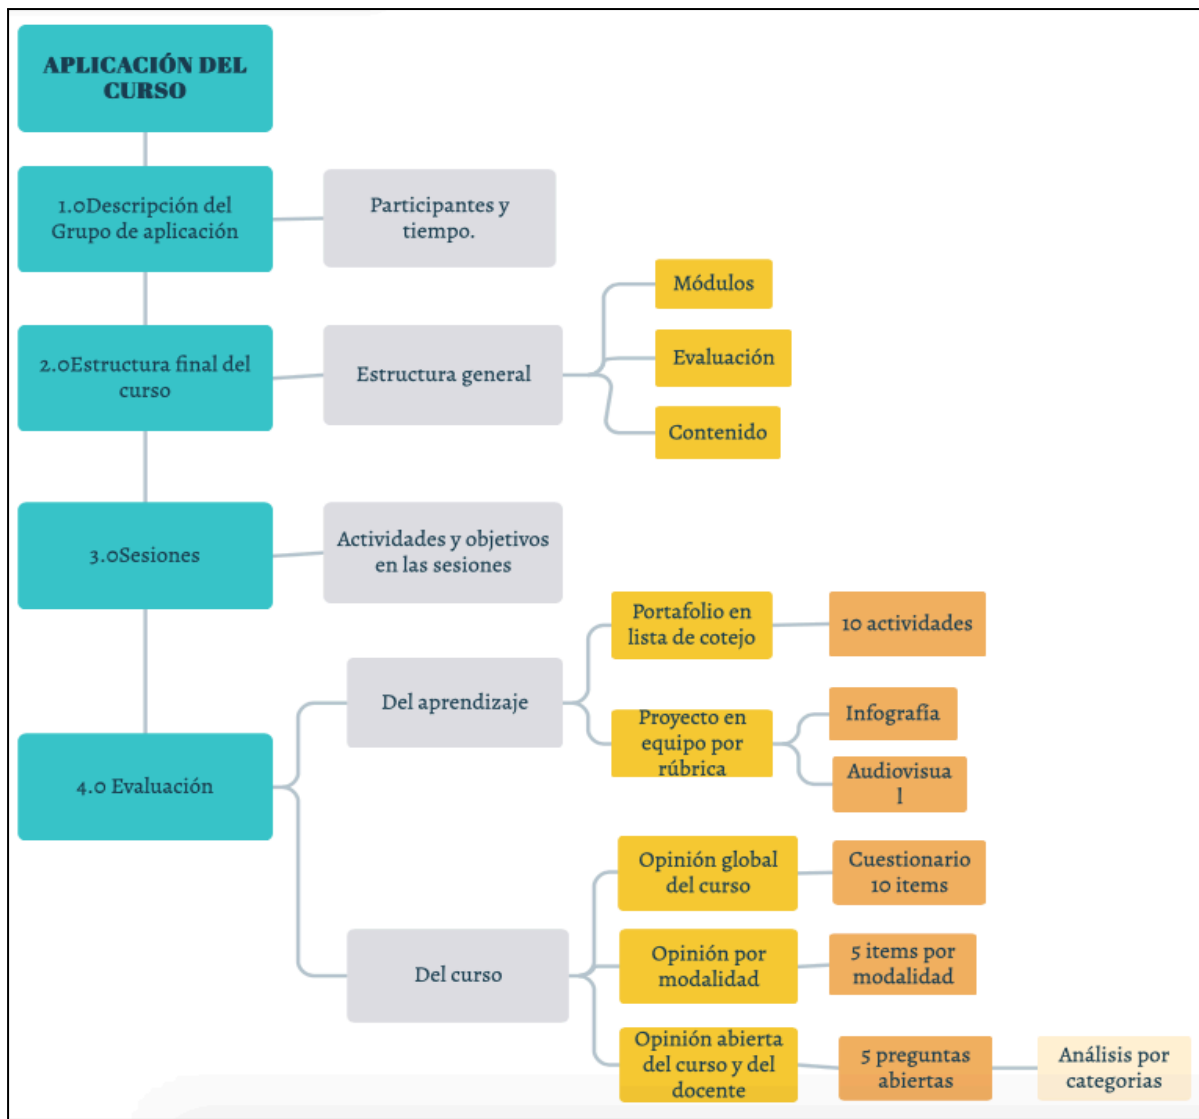 APLICACIÓN DEL
CURSO
1.0Descripción del
Grupo de aplicación
Participantes y
tiempo.
2.0Estructura final del
curso
Estructura general
Módulos
Evaluación
Contenido
3.0Sesiones
Actividades y objetivos
en las sesiones
4.0 Evaluación
Del aprendizaje
Portafolio en
lista de cotejo
10 actividades
Proyecto en
equipo por
rúbrica
Infografía
Audiovisua
l
Del curso
Opinión global
del curso
Cuestionario
10 items
Opinión por
modalidad
5 items por
modalidad
Opinión abierta
del curso y del
docente
5 preguntas
abiertas
Análisis por
categorias